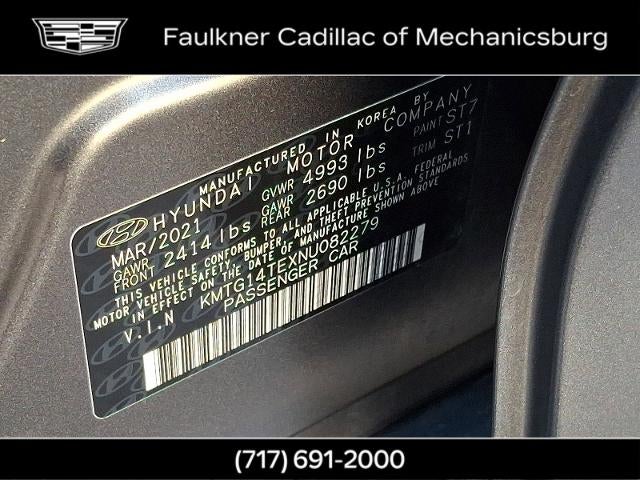 Faulkner Cadillac of Mechanicsburg
MANUFACTURED IN KOREA BY
HYUNDAI MOTOR COMPANY
MAR/2021 GVWR 4993 lbs PAINT ST7
GAWR FRONT 2414 lbs GAWR REAR 2690 lbs TRIM ST1
THIS VEHICLE CONFORMS TO ALL APPLICABLE U.S.A. FEDERAL
MOTOR VEHICLE SAFETY, BUMPER, AND THEFT PREVENTION STANDARDS
IN EFFECT ON THE DATE OF MANUFACTURE SHOWN ABOVE
V.I.N KMTG14TEXNU082279
PASSENGER CAR
(717) 691-2000